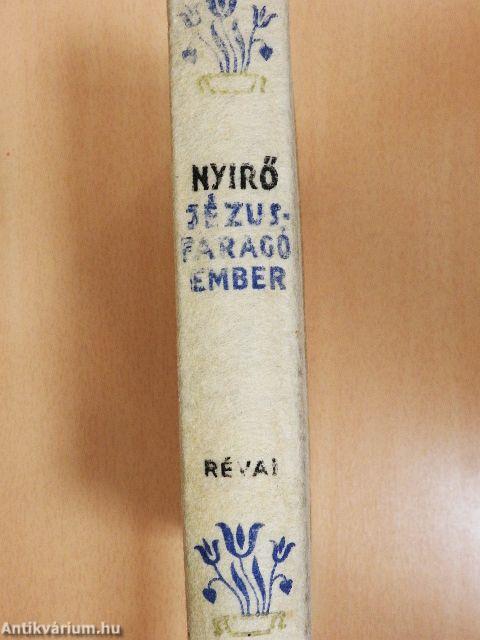 NYIRŐ
JÉZUS-
FARAGÓ
EMBER
RÉVAI
Antikvárium.hu